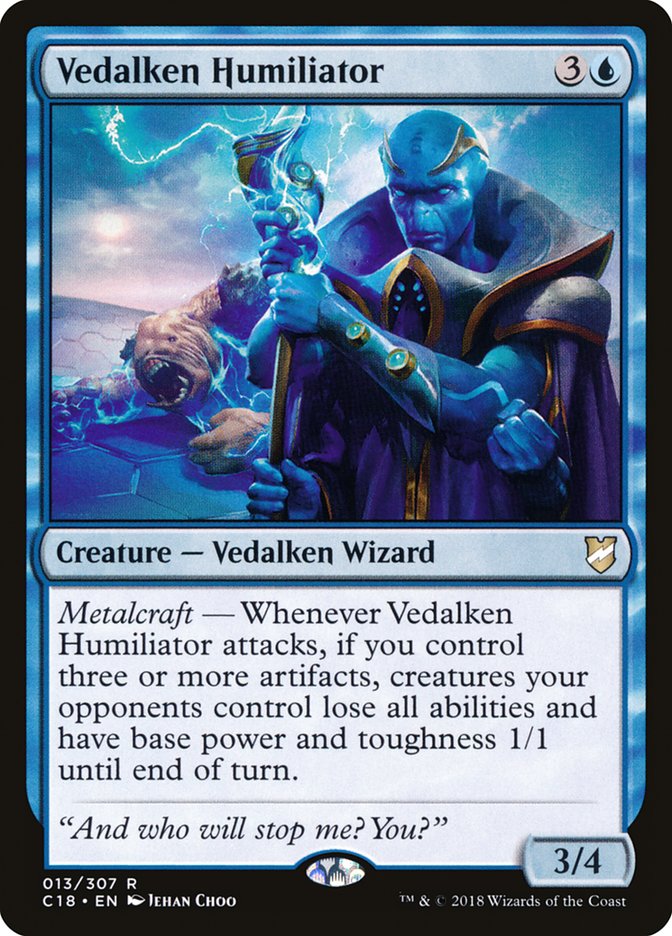 Vedalken Humiliator 3
Creature — Vedalken Wizard
Metalcraft — Whenever Vedalken
Humiliator attacks, if you control
three or more artifacts, creatures your
opponents control lose all abilities and
have base power and toughness 1/1
until end of turn.
“And who will stop me? You?”
3/4
013/307 R
C18 • EN Jehan Choo
™ & © 2018 Wizards of the Coast